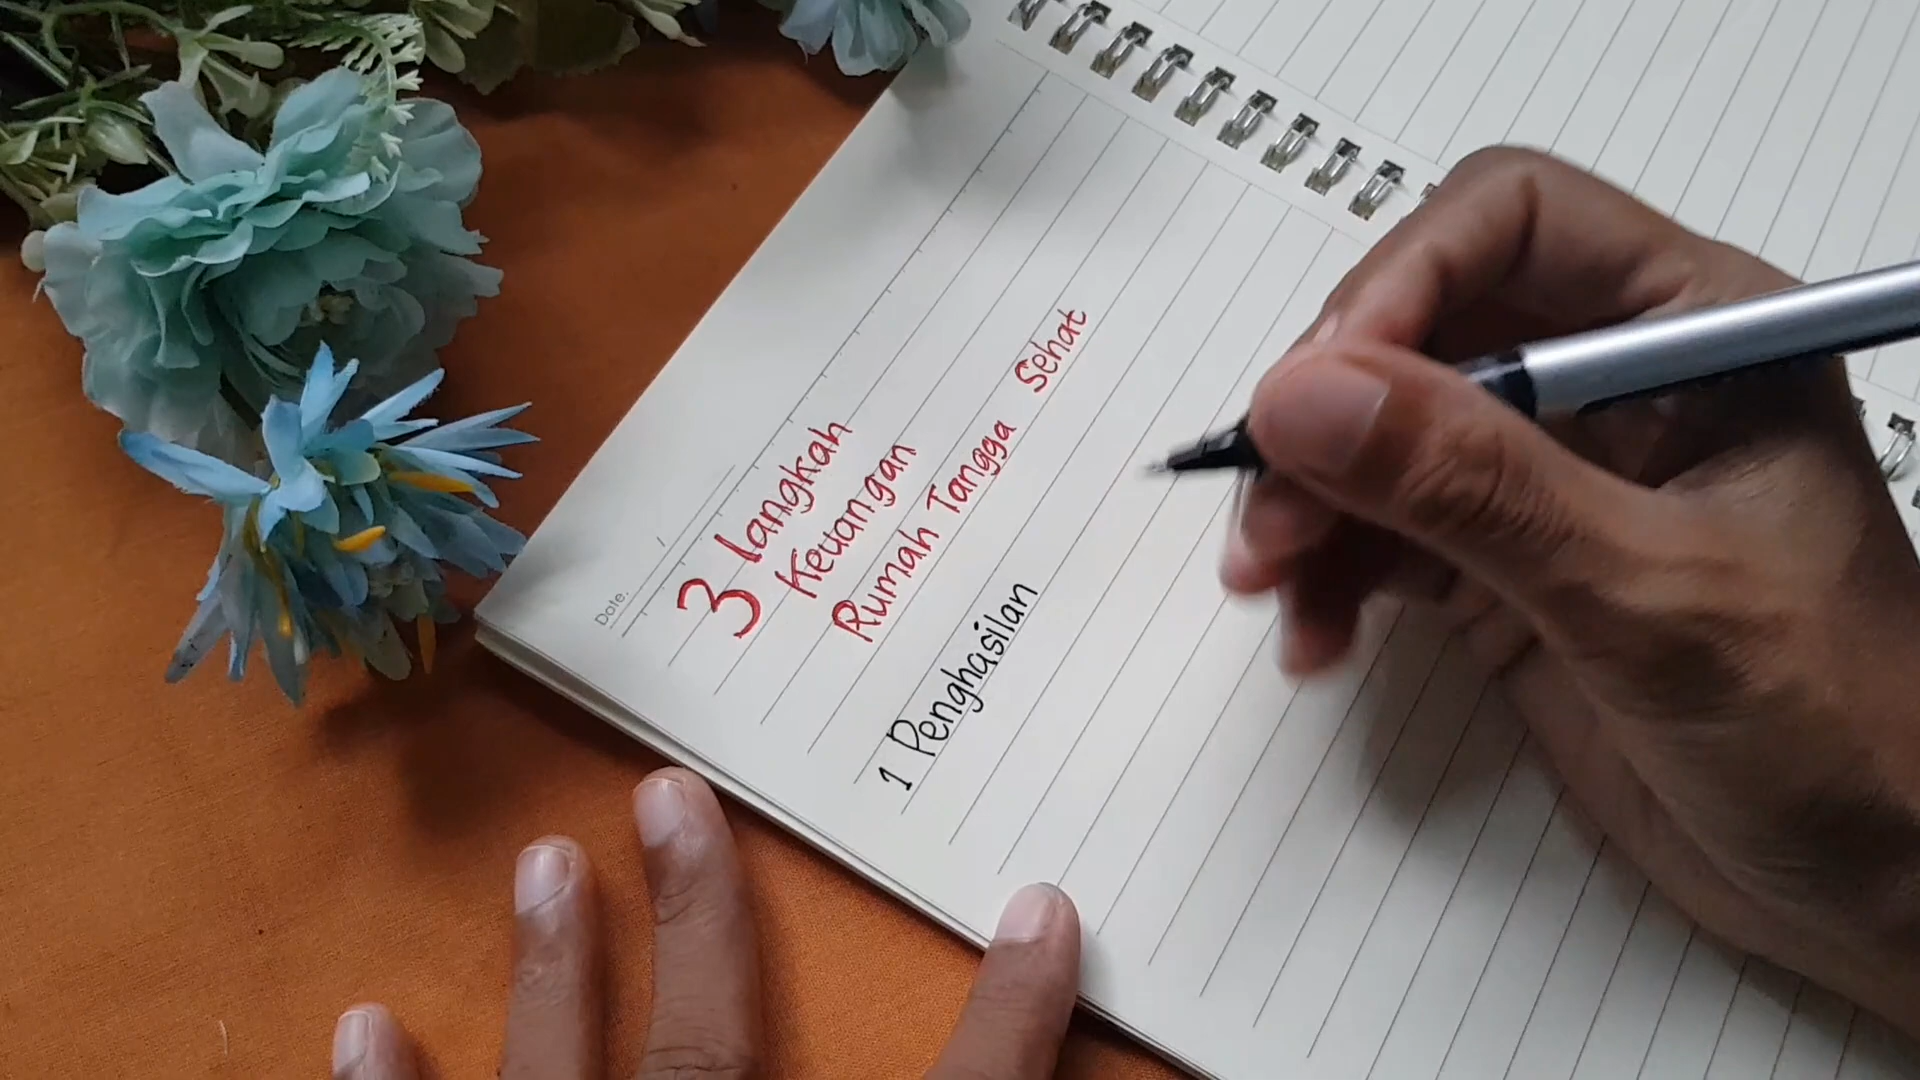 Date.
3 langkah
Keuangan
Rumah Tangga Sehat
1 Penghasilan